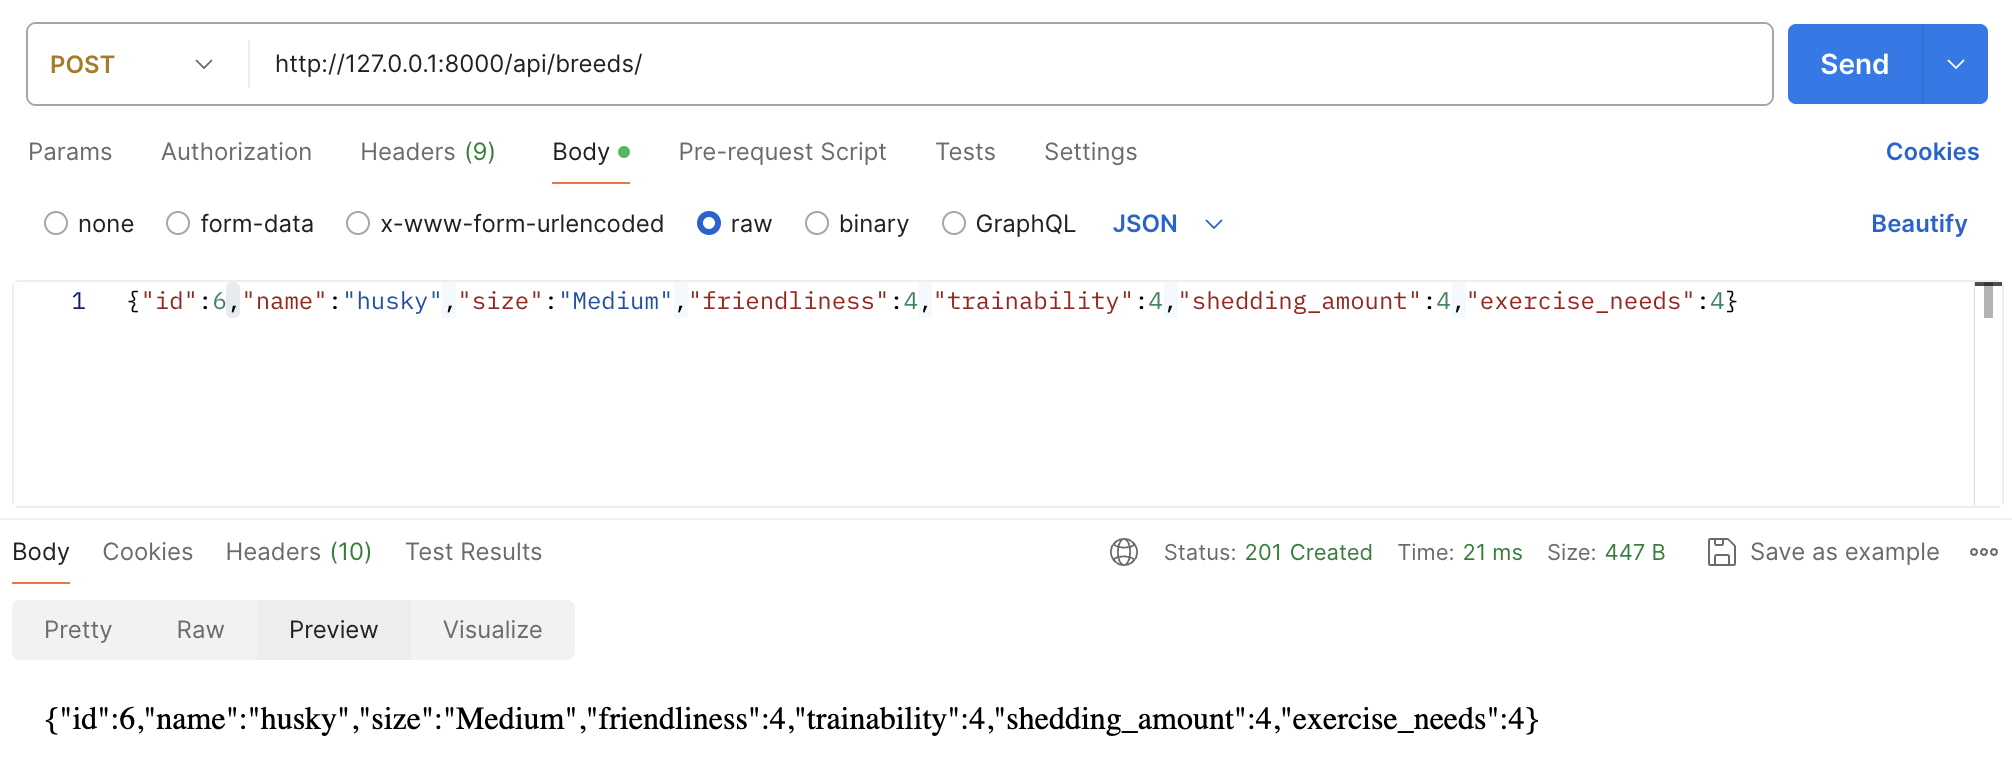 POST http://127.0.0.1:8000/api/breeds/ Send
Params Authorization Headers (9) Body Pre-request Script Tests Settings Cookies
none form-data x-www-form-urlencoded raw binary GraphQL JSON Beautify
1 {"id":6,"name":"husky","size":"Medium","friendliness":4,"trainability":4,"shedding_amount":4,"exercise_needs":4}
Body Cookies Headers (10) Test Results Status: 201 Created Time: 21 ms Size: 447 B Save as example
Pretty Raw Preview Visualize
{"id":6,"name":"husky","size":"Medium","friendliness":4,"trainability":4,"shedding_amount":4,"exercise_needs":4}